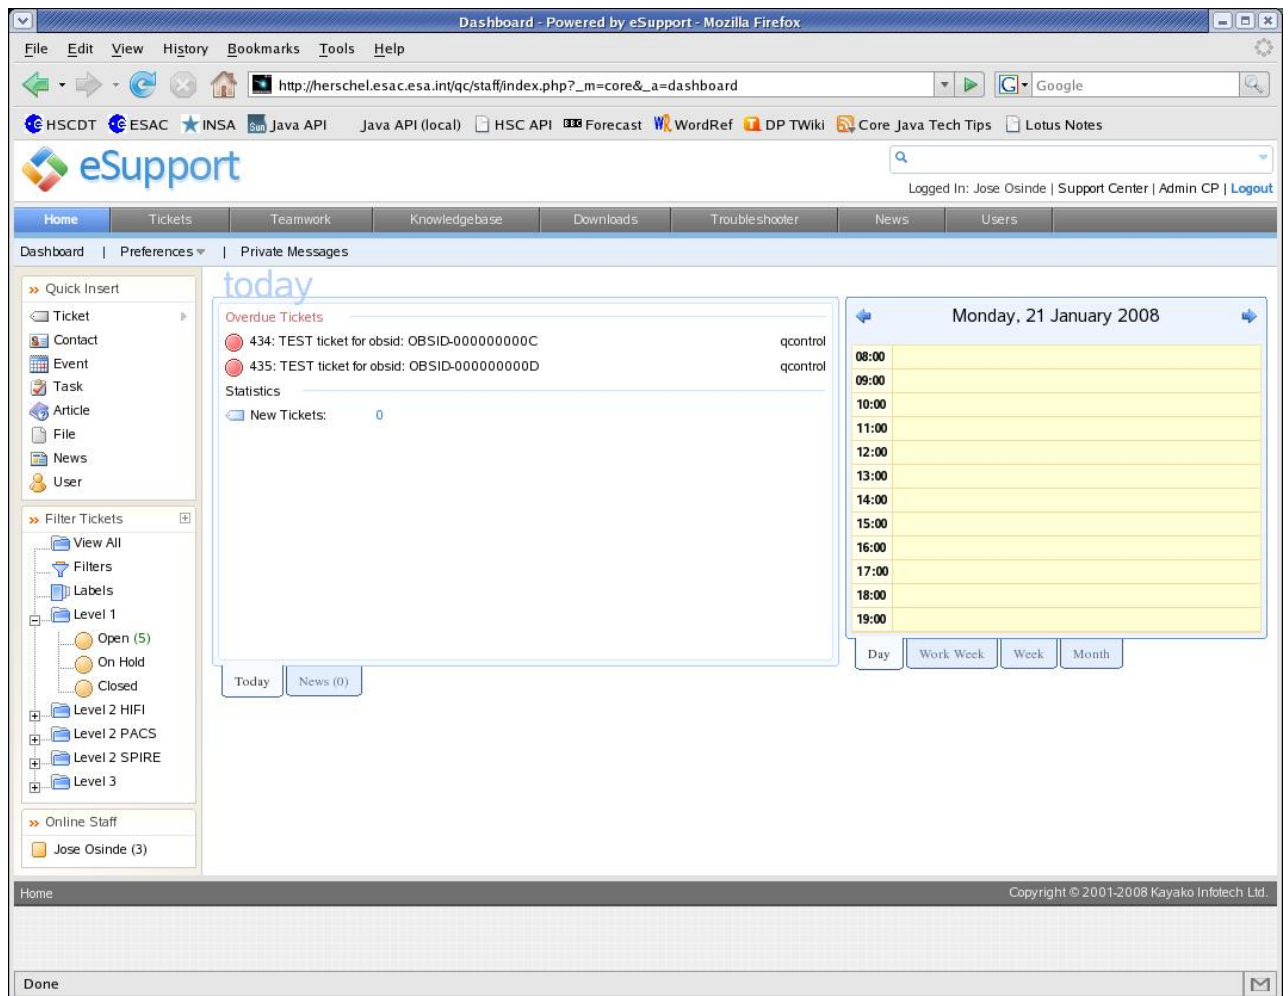 Dashboard - Powered by eSupport - Mozilla Firefox
File Edit View History Bookmarks Tools Help
http://herschel.esac.esa.int/qc/staff/index.php?_m=core&_a=dashboard
G Google
HSCDT ESAC INSA Sun Java API Java API (local) HSC API BBC Forecast WR WordRef DP TWiki Core Java Tech Tips Lotus Notes
eSupport
Logged In: Jose Osinde | Support Center | Admin CP | Logout
Home Tickets Teamwork Knowledgebase Downloads Troubleshooter News Users
Dashboard | Preferences | Private Messages
» Quick Insert
Ticket
Contact
Event
Task
Article
File
News
User
» Filter Tickets
View All
Filters
Labels
Level 1
Open (5)
On Hold
Closed
Level 2 HIFI
Level 2 PACS
Level 2 SPIRE
Level 3
» Online Staff
Jose Osinde (3)
today
Overdue Tickets
434: TEST ticket for obsid: OBSID-000000000C qcontrol
435: TEST ticket for obsid: OBSID-000000000D qcontrol
Statistics
New Tickets: 0
Today News (0)
Monday, 21 January 2008
08:00
09:00
10:00
11:00
12:00
13:00
14:00
15:00
16:00
17:00
18:00
19:00
Day Work Week Week Month
Home Copyright © 2001-2008 Kayako Infotech Ltd.
Done